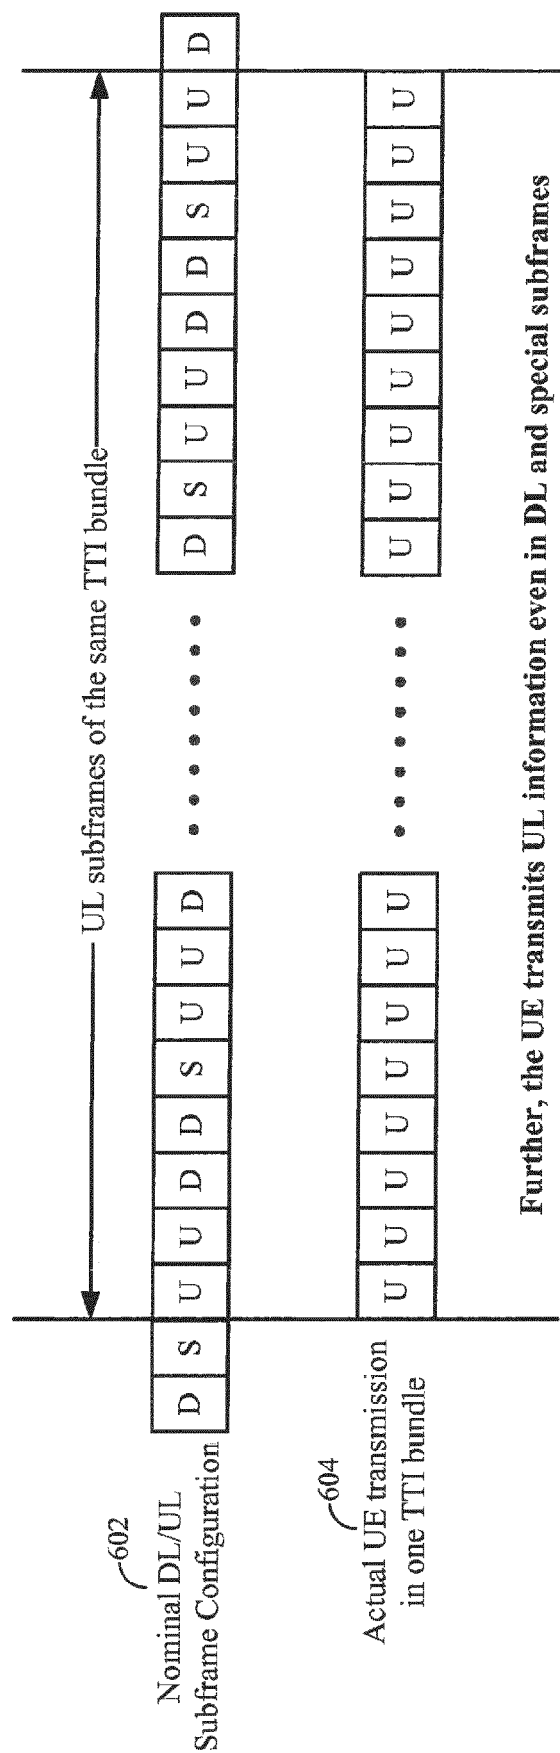 UL subframes of the same TTI bundle
602
Nominal DL/UL
Subframe Configuration
D S U U D D S U U D ........ D S U U D D S U U D
604
Actual UE transmission
in one TTI bundle
U U U U U U U U ........ U U U U U U U U U
Further, the UE transmits UL information even in DL and special subframes